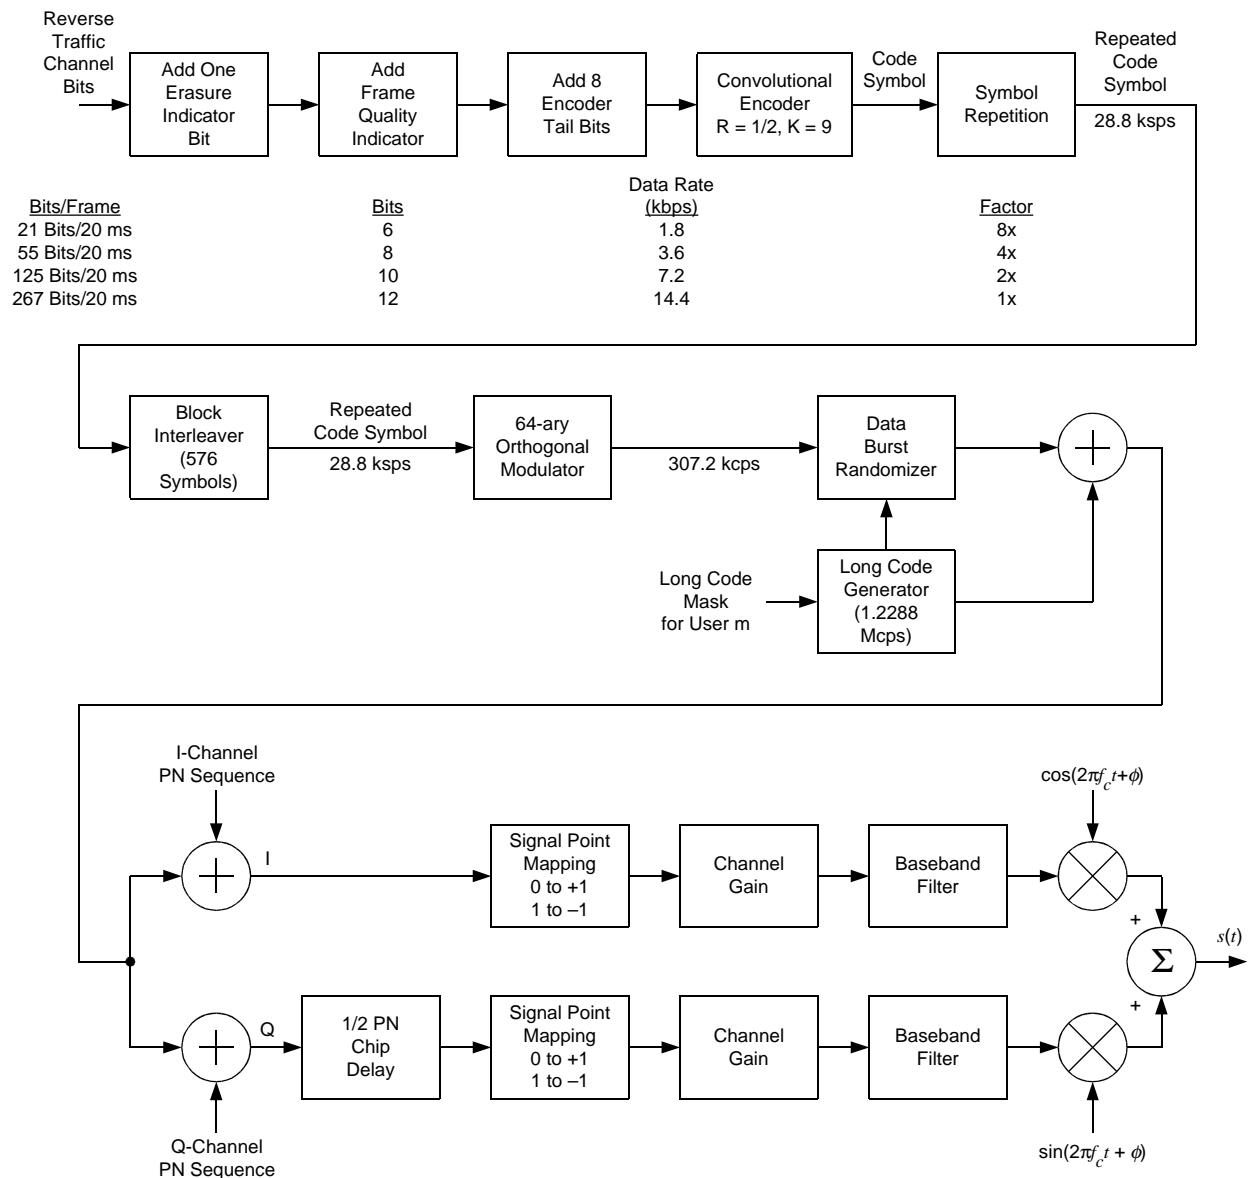 Reverse
Traffic
Channel
Bits
Add One
Erasure
Indicator
Bit
Add
Frame
Quality
Indicator
Add 8
Encoder
Tail Bits
Convolutional
Encoder
R = 1/2, K = 9
Code
Symbol
Symbol
Repetition
Repeated
Code
Symbol
28.8 ksps
Data Rate
Bits/Frame Bits (kbps) Factor
21 Bits/20 ms 6 1.8 8x
55 Bits/20 ms 8 3.6 4x
125 Bits/20 ms 10 7.2 2x
267 Bits/20 ms 12 14.4 1x
Block
Interleaver
(576
Symbols)
Repeated
Code Symbol
28.8 ksps
64-ary
Orthogonal
Modulator
307.2 kcps
Data
Burst
Randomizer
Long Code
Mask
for User m
Long Code
Generator
(1.2288
Mcps)
I-Channel
PN Sequence
I
Signal Point
Mapping
0 to +1
1 to –1
Channel
Gain
Baseband
Filter
cos(2πf_c t+ϕ)
+
Σ
s(t)
+
Q
1/2 PN
Chip
Delay
Signal Point
Mapping
0 to +1
1 to –1
Channel
Gain
Baseband
Filter
Q-Channel
PN Sequence
sin(2πf_c t + ϕ)